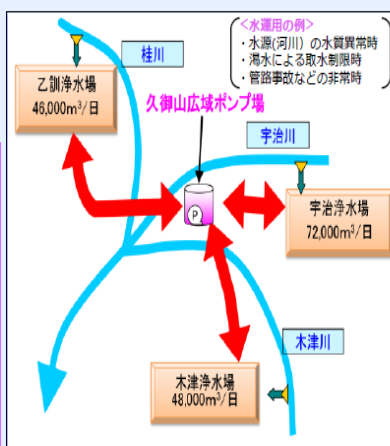 <水運用の例>
・水源(河川）の水質異常時
・渇水による取水制限時
・管路事故などの非常時
桂川
乙訓浄水場
46,000m³/日
久御山広域ポンプ場
宇治川
P
宇治浄水場
72,000m³/日
木津川
木津浄水場
48,000m³/日